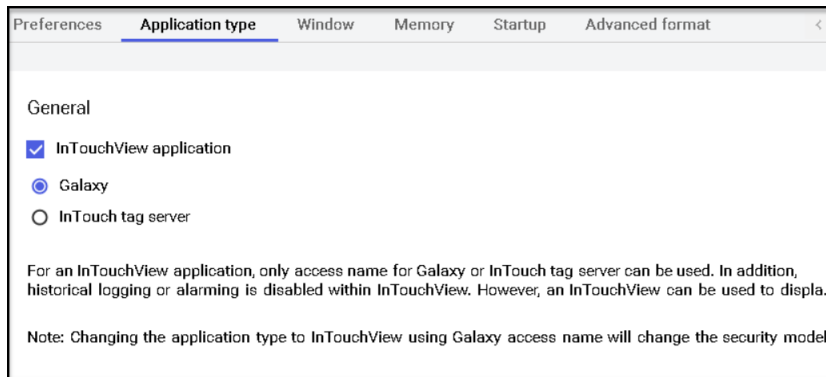 Preferences Application type Window Memory Startup Advanced format
General
InTouchView application
Galaxy
InTouch tag server
For an InTouchView application, only access name for Galaxy or InTouch tag server can be used. In addition,
historical logging or alarming is disabled within InTouchView. However, an InTouchView can be used to displa.
Note: Changing the application type to InTouchView using Galaxy access name will change the security model